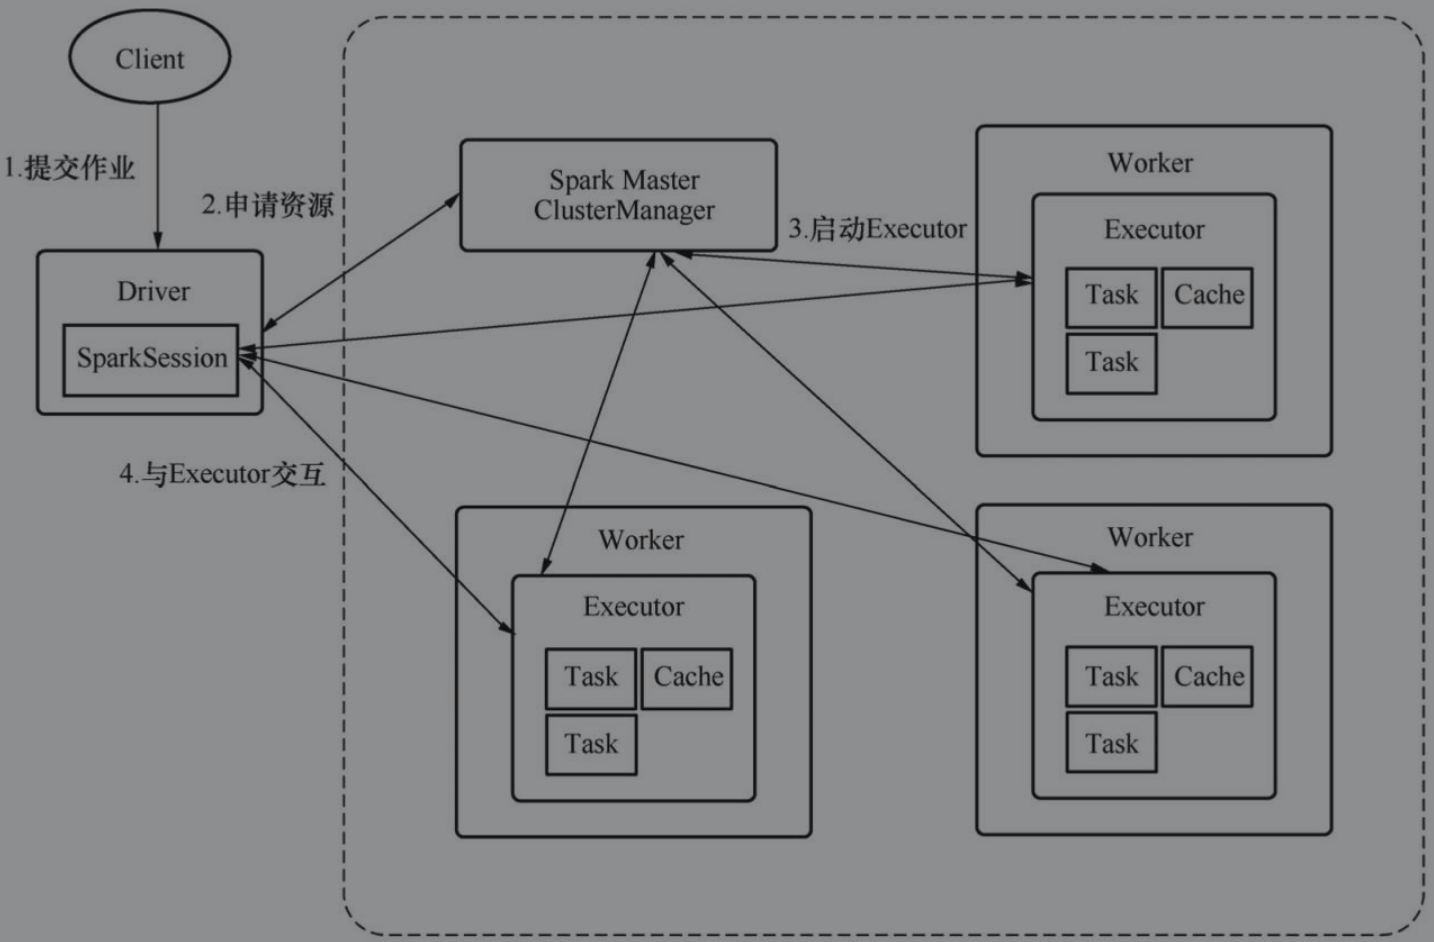 Client
1.提交作业
2.申请资源
Driver
SparkSession
Spark Master
ClusterManager
3.启动Executor
Worker
Executor
Task
Cache
Task
4.与Executor交互
Worker
Executor
Task
Cache
Task
Worker
Executor
Task
Cache
Task